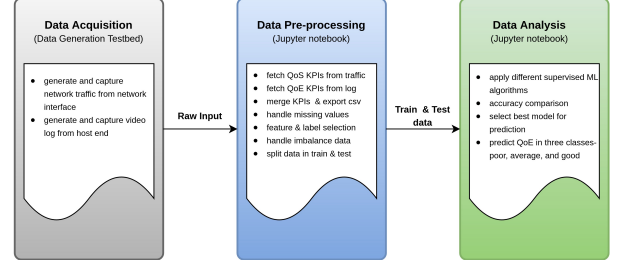 Data Acquisition
(Data Generation Testbed)
● generate and capture
network traffic from network
interface
● generate and capture video
log from host end
Raw Input
Data Pre-processing
(Jupyter notebook)
● fetch QoS KPIs from traffic
● fetch QoE KPIs from log
● merge KPIs & export csv
● handle missing values
● feature & label selection
● handle imbalance data
● split data in train & test
Train & Test
data
Data Analysis
(Jupyter notebook)
● apply different supervised ML
algorithms
● accuracy comparison
● select best model for
prediction
● predict QoE in three classes-
poor, average, and good